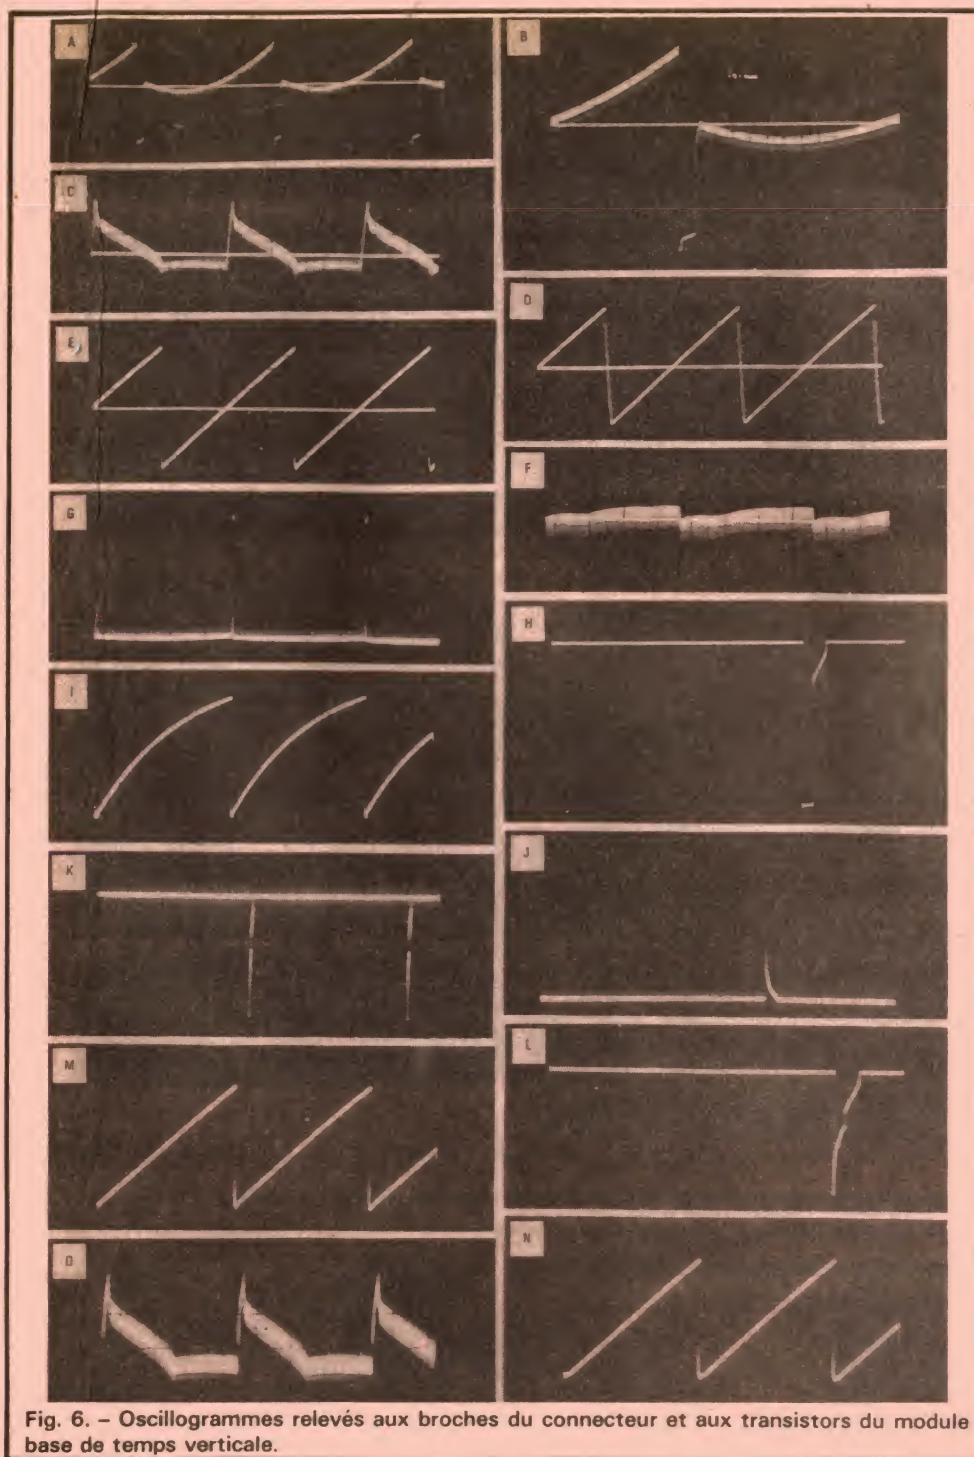 A
B
C
D
E
F
G
H
I
J
K
L
M
N
O
Fig. 6. – Oscillogrammes relevés aux broches du connecteur et aux transistors du module
base de temps verticale.